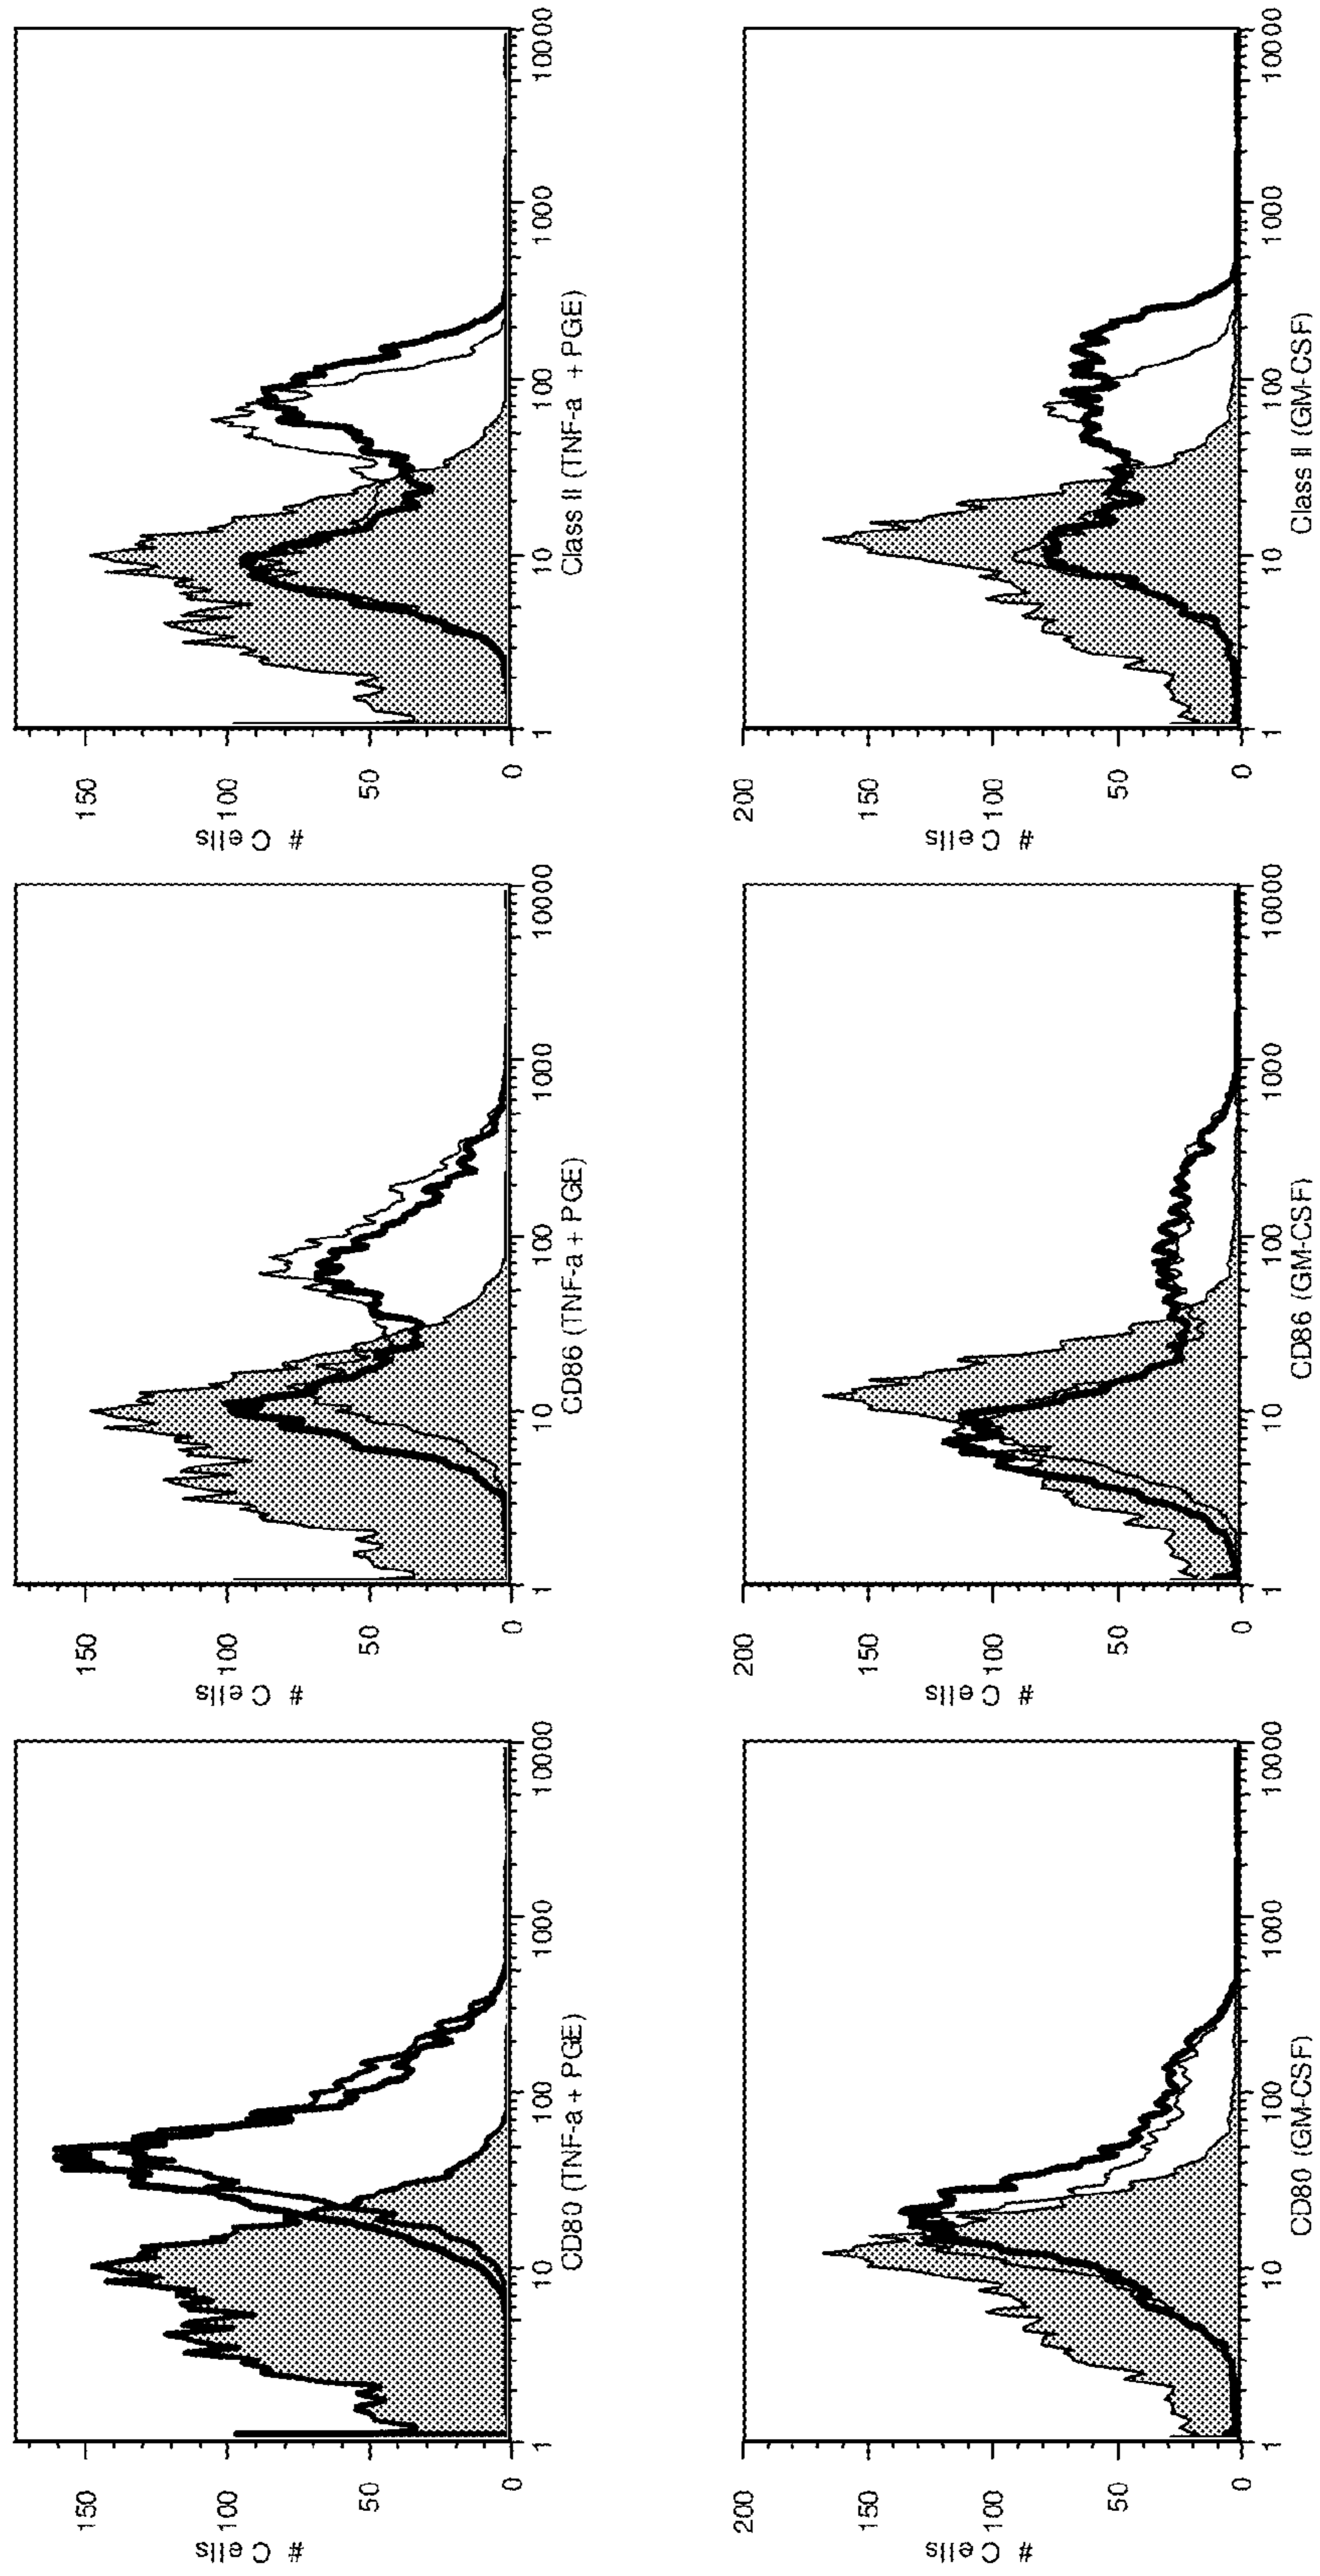 # Cells
150
100
50
0
1 10 100 1000 10000
CD80 (TNF-a + PGE)
# Cells
150
100
50
0
1 10 100 1000 10000
CD86 (TNF-a + PGE)
# Cells
150
100
50
0
1 10 100 1000 10000
Class II (TNF-a + PGE)
# Cells
200
150
100
50
0
1 10 100 1000 10000
CD80 (GM-CSF)
# Cells
200
150
100
50
0
1 10 100 1000 10000
CD86 (GM-CSF)
# Cells
200
150
100
50
0
1 10 100 1000 10000
Class II (GM-CSF)